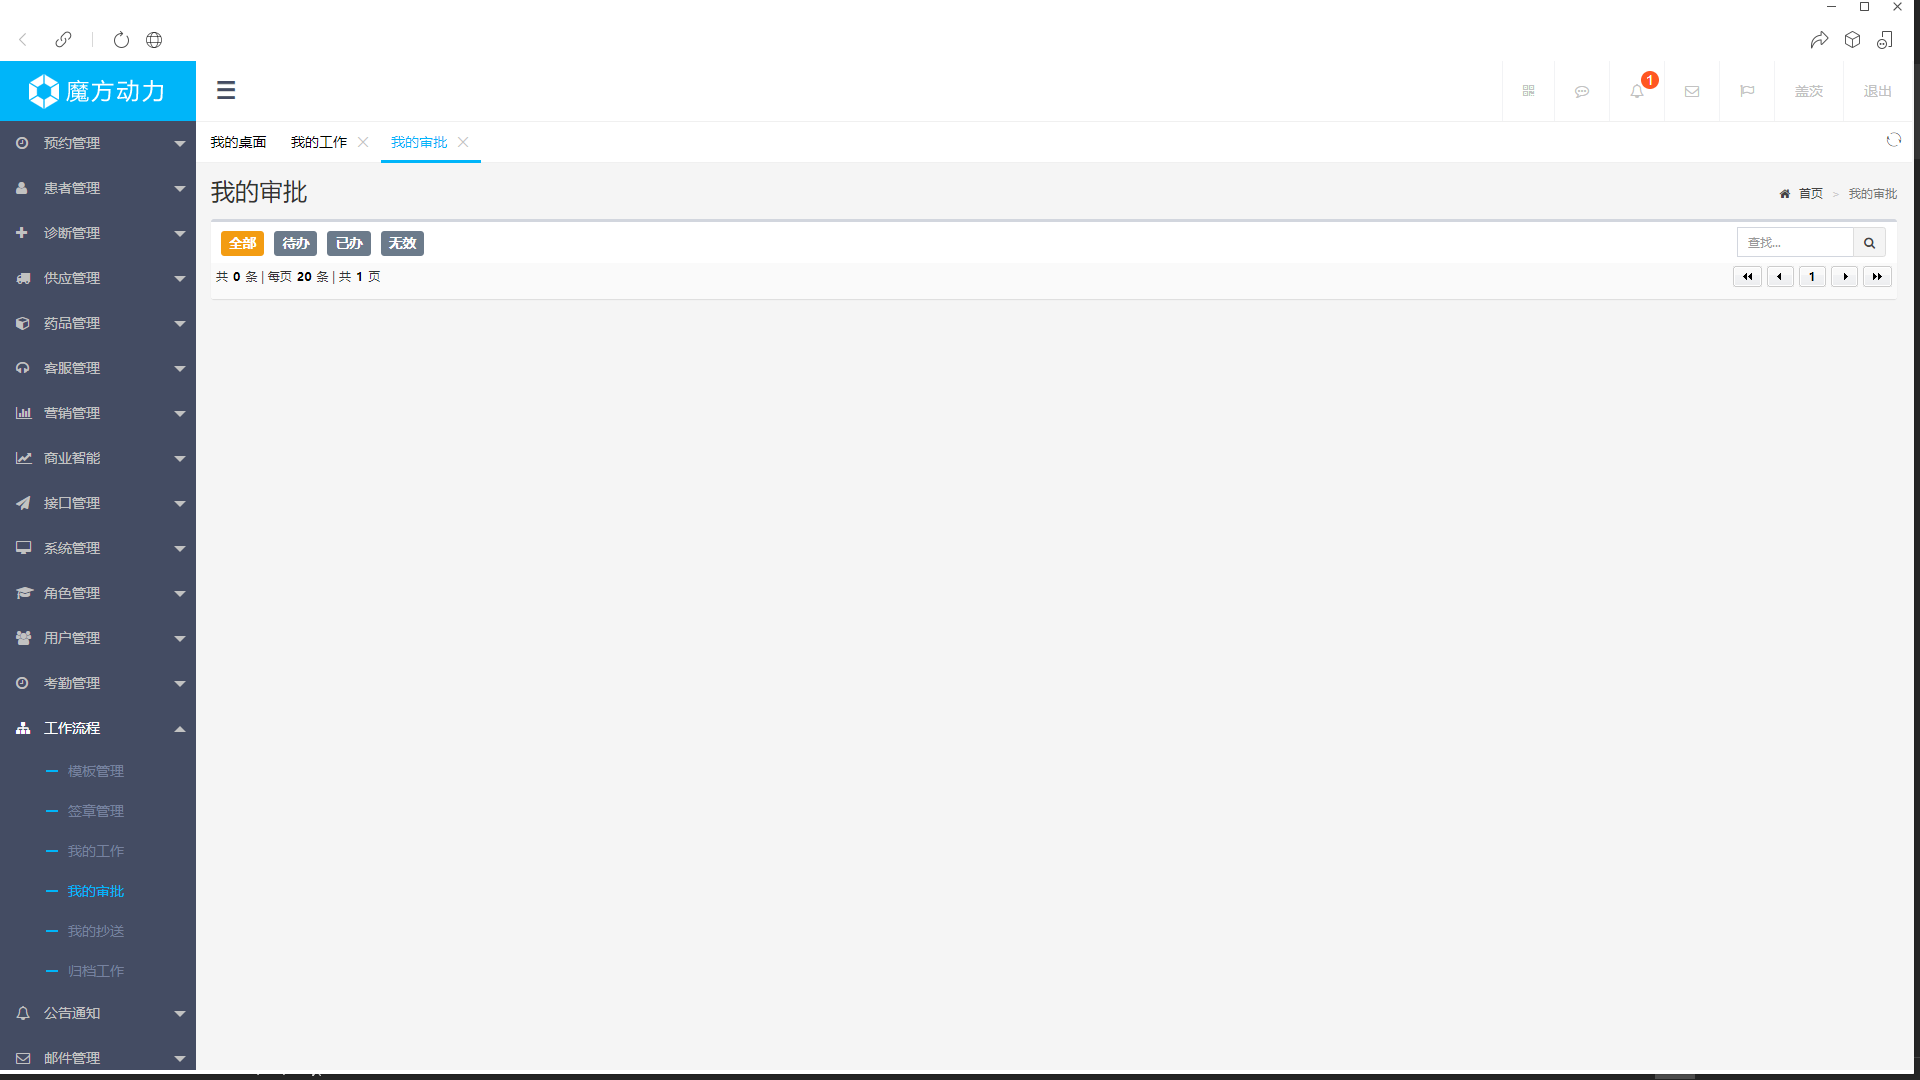 魔方动力
1
盖茨
退出
预约管理
患者管理
诊断管理
供应管理
药品管理
客服管理
营销管理
商业智能
接口管理
系统管理
角色管理
用户管理
考勤管理
工作流程
模板管理
签章管理
我的工作
我的审批
我的抄送
归档工作
公告通知
邮件管理
我的桌面 我的工作 我的审批
我的审批
首页 > 我的审批
全部 待办 已办 无效
查找...
共 0 条 | 每页 20 条 | 共 1 页
1